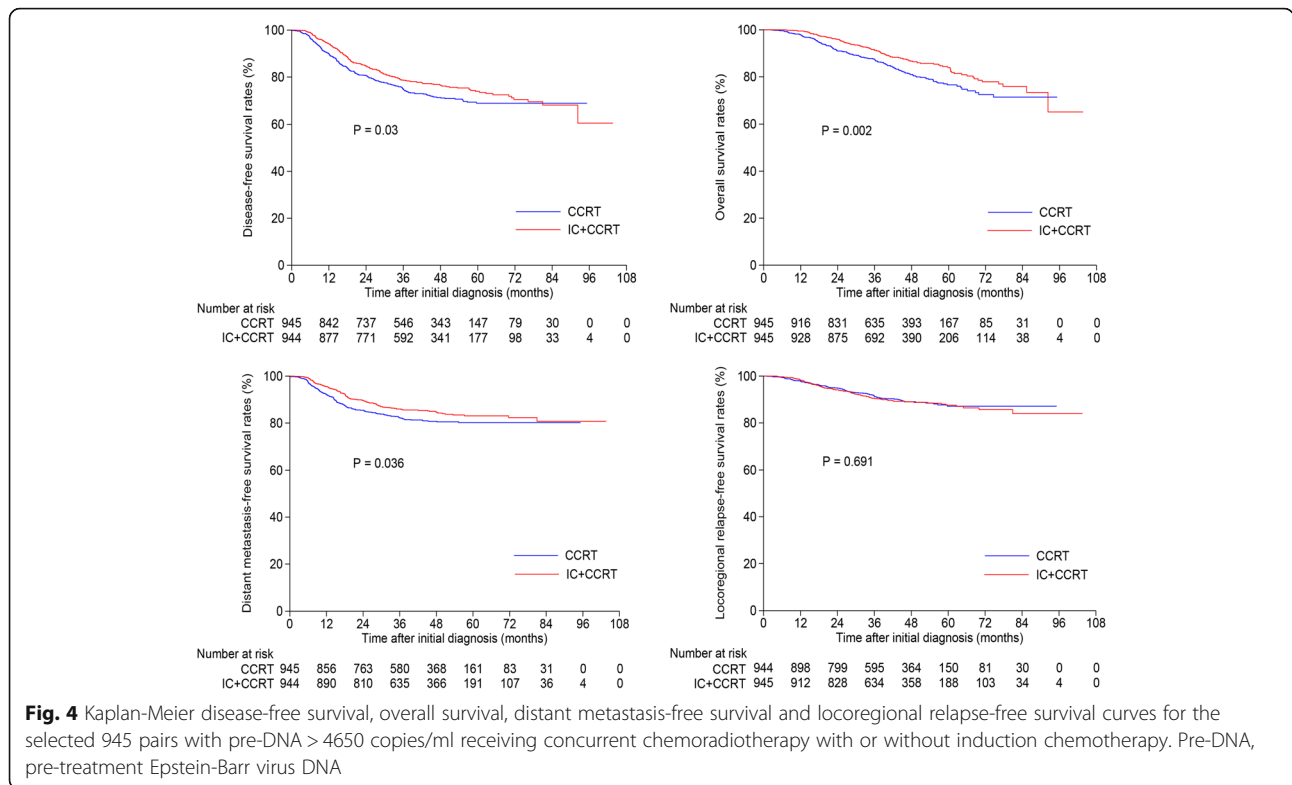 Disease-free survival rates (%)
100
80
60
40
20
0
P = 0.03
CCRT
IC+CCRT
0 12 24 36 48 60 72 84 96 108
Time after initial diagnosis (months)
Number at risk
CCRT 945 842 737 546 343 147 79 30 0 0
IC+CCRT 944 877 771 592 341 177 98 33 4 0
Overall survival rates (%)
100
80
60
40
20
0
P = 0.002
CCRT
IC+CCRT
0 12 24 36 48 60 72 84 96 108
Time after initial diagnosis (months)
Number at risk
CCRT 945 916 831 635 393 167 85 31 0 0
IC+CCRT 945 928 875 692 390 206 114 38 4 0
Distant metastasis-free survival rates (%)
100
80
60
40
20
0
P = 0.036
CCRT
IC+CCRT
0 12 24 36 48 60 72 84 96 108
Time after initial diagnosis (months)
Number at risk
CCRT 945 856 763 580 368 161 83 31 0 0
IC+CCRT 944 890 810 635 366 191 107 36 4 0
Locoregional relapse-free survival rates (%)
100
80
60
40
20
0
P = 0.691
CCRT
IC+CCRT
0 12 24 36 48 60 72 84 96 108
Time after initial diagnosis (months)
Number at risk
CCRT 944 898 799 595 364 150 81 30 0 0
IC+CCRT 945 912 828 634 358 188 103 34 4 0
Fig. 4 Kaplan-Meier disease-free survival, overall survival, distant metastasis-free survival and locoregional relapse-free survival curves for the
selected 945 pairs with pre-DNA > 4650 copies/ml receiving concurrent chemoradiotherapy with or without induction chemotherapy. Pre-DNA,
pre-treatment Epstein-Barr virus DNA